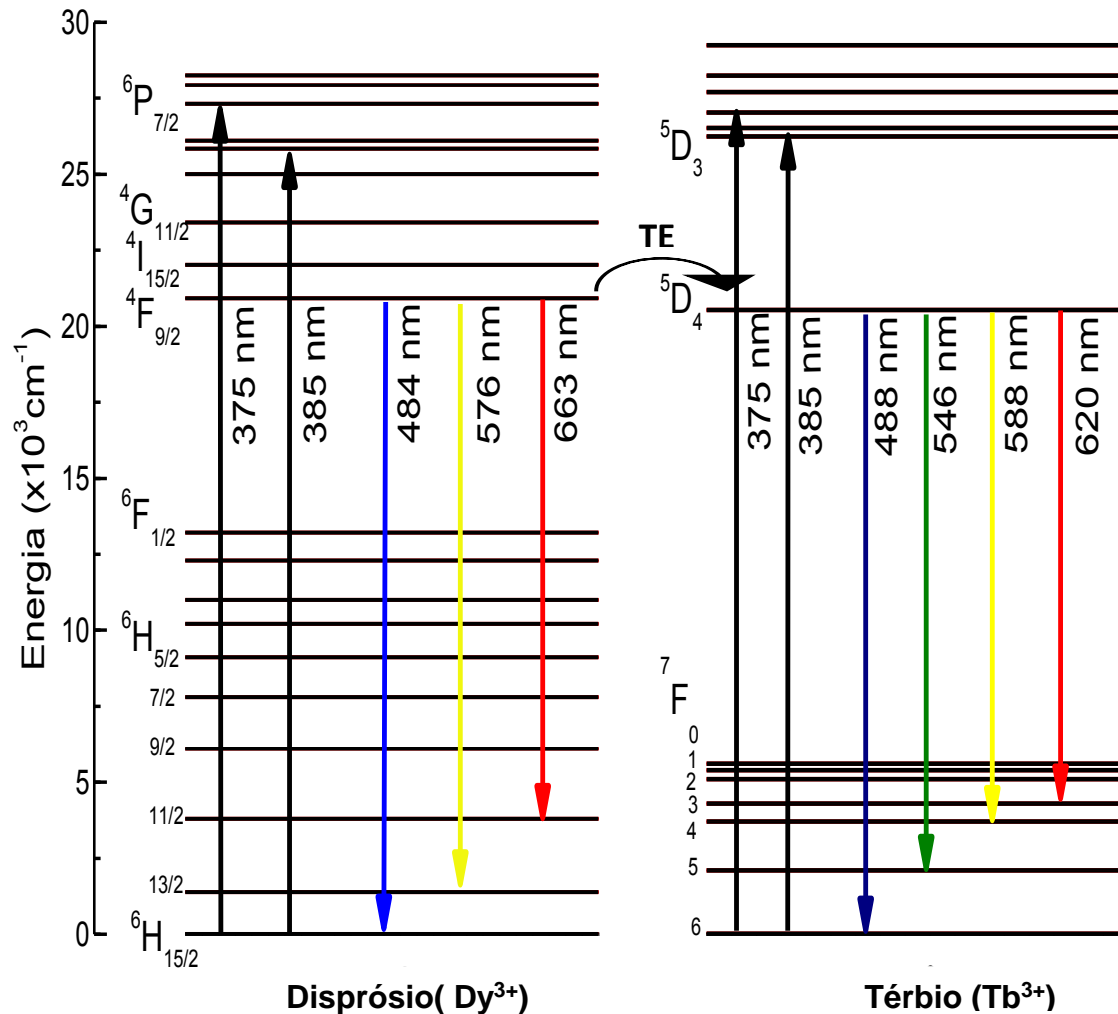 Energia (x10³cm⁻¹)
30
25
20
15
10
5
0
⁶P₇/₂
⁴G₁₁/₂
⁴I₁₅/₂
⁴F₉/₂
⁶F₁/₂
⁶H₅/₂
7/2
9/2
11/2
13/2
⁶H₁₅/₂
375 nm
385 nm
484 nm
576 nm
663 nm
TE
⁵D₃
⁵D₄
⁷F
0
1
2
3
4
5
6
375 nm
385 nm
488 nm
546 nm
588 nm
620 nm
Disprósio( Dy³⁺)
Térbio (Tb³⁺)